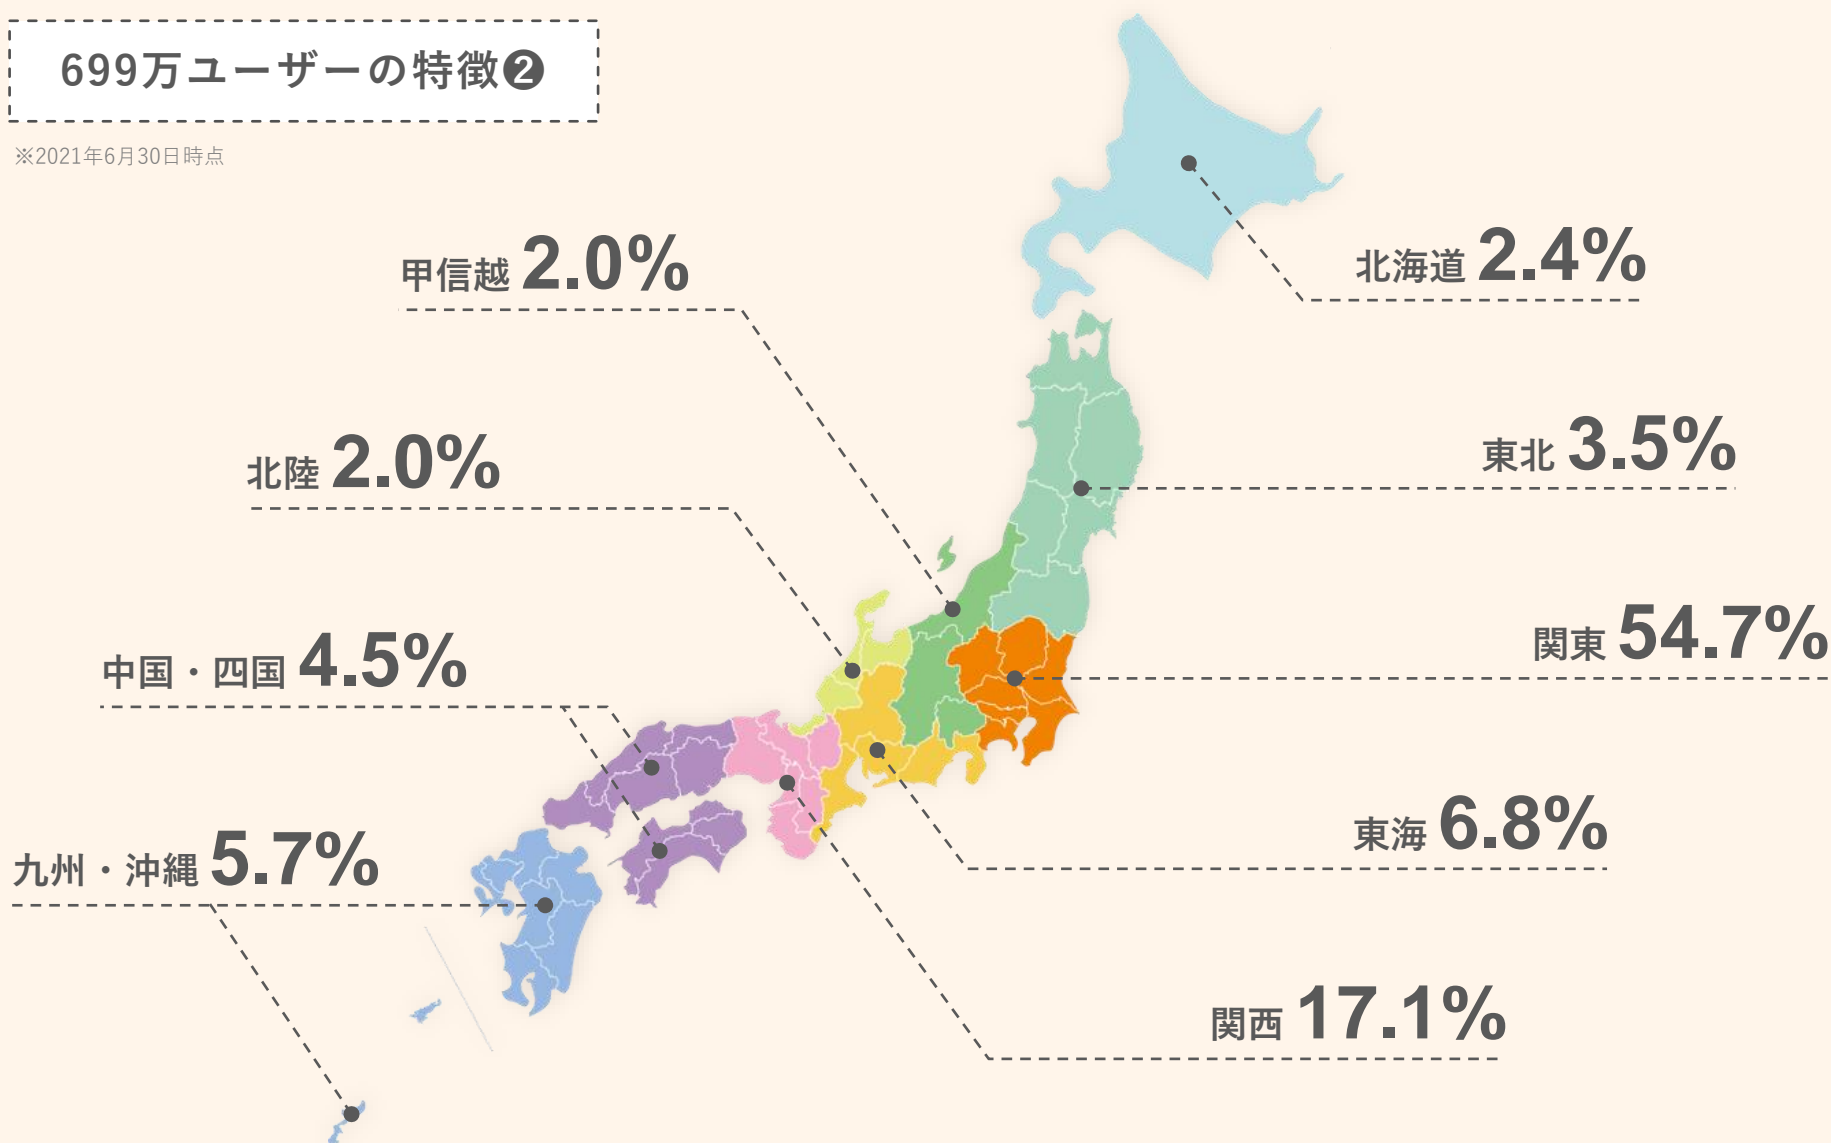 699万ユーザーの特徴❷
※2021年6月30日時点
甲信越 2.0%
北海道 2.4%
北陸 2.0%
東北 3.5%
中国・四国 4.5%
関東 54.7%
九州・沖縄 5.7%
東海 6.8%
関西 17.1%